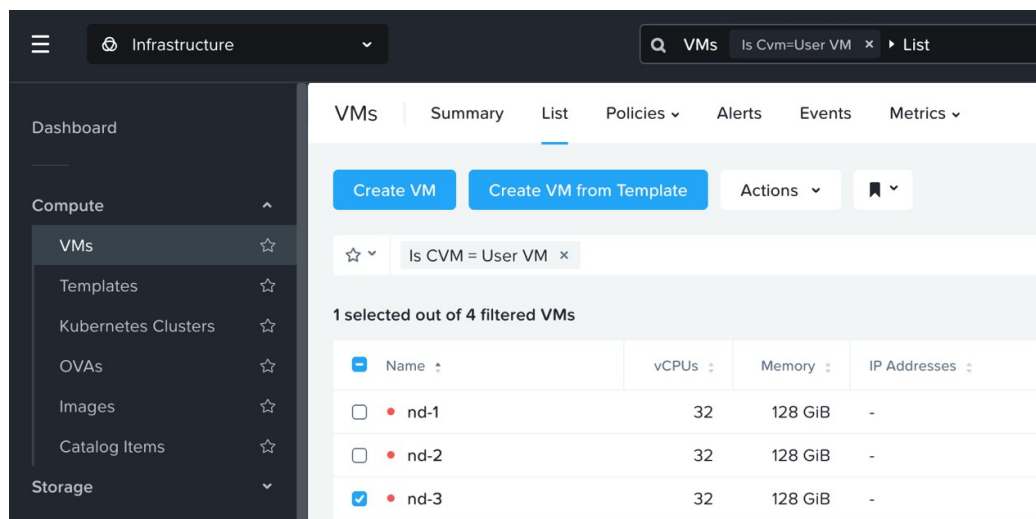 Infrastructure
VMs Is Cvm=User VM × List
Dashboard
Compute
VMs
Templates
Kubernetes Clusters
OVAs
Images
Catalog Items
Storage
VMs Summary List Policies Alerts Events Metrics
Create VM Create VM from Template Actions
Is CVM = User VM ×
1 selected out of 4 filtered VMs
Name vCPUs Memory IP Addresses
nd-1 32 128 GiB -
nd-2 32 128 GiB -
nd-3 32 128 GiB -